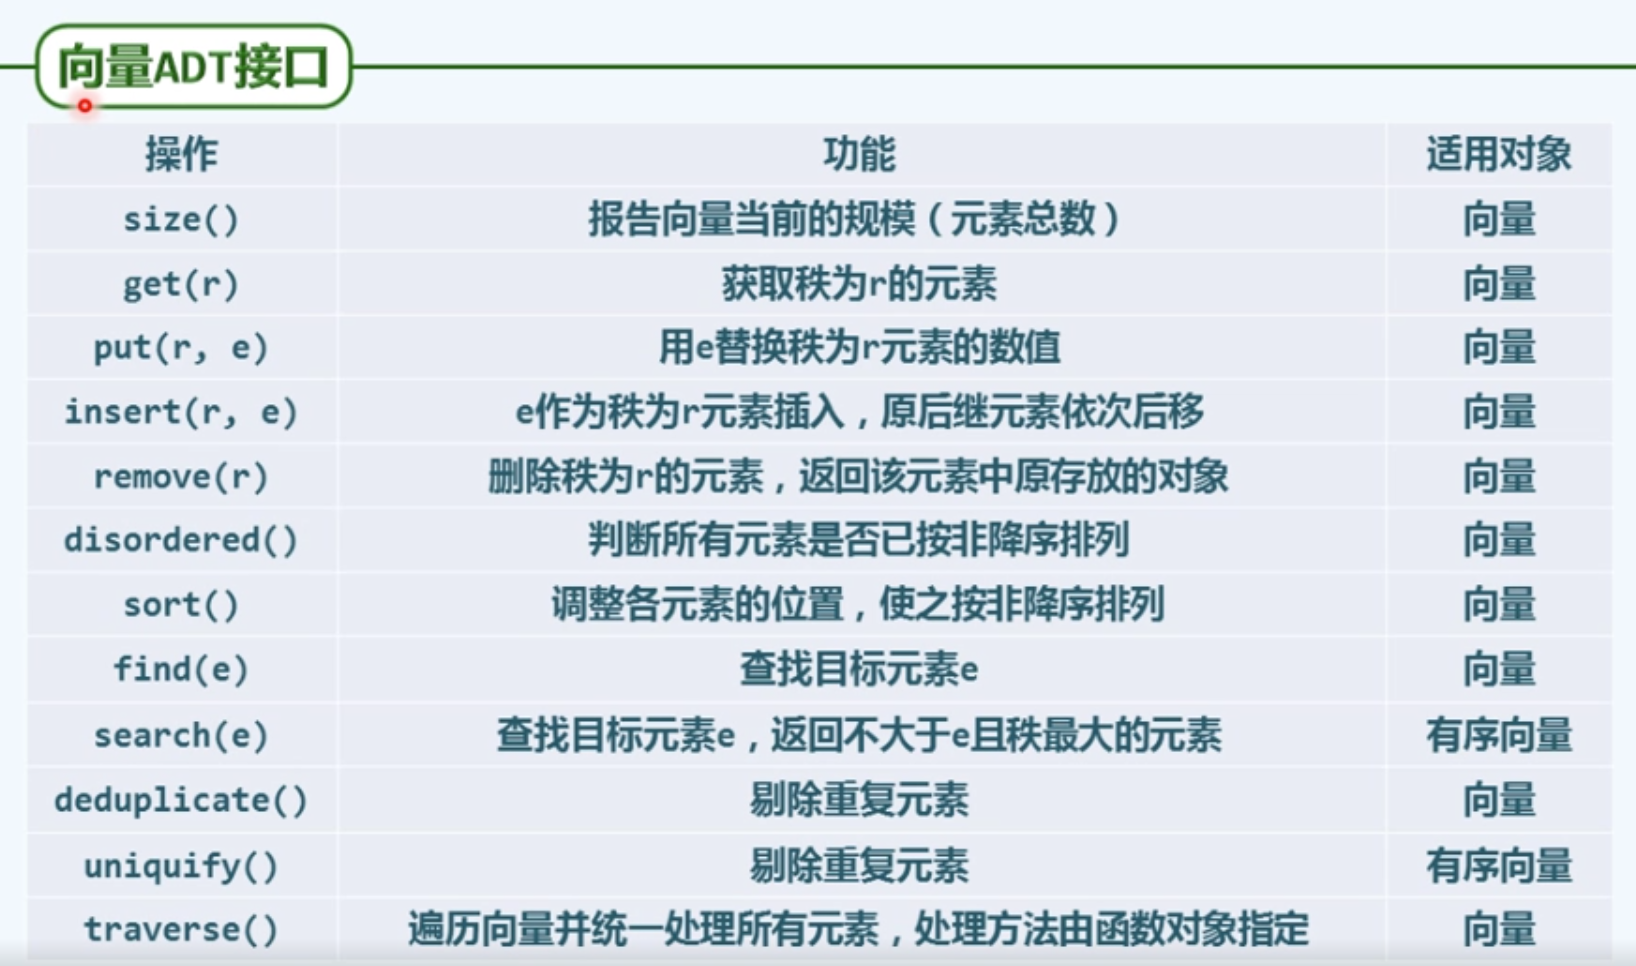 向量ADT接口
操作 功能 适用对象
size() 报告向量当前的规模（元素总数） 向量
get(r) 获取秩为r的元素 向量
put(r, e) 用e替换秩为r元素的数值 向量
insert(r, e) e作为秩为r元素插入，原后继元素依次后移 向量
remove(r) 删除秩为r的元素，返回该元素中原存放的对象 向量
disordered() 判断所有元素是否已按非降序排列 向量
sort() 调整各元素的位置，使之按非降序排列 向量
find(e) 查找目标元素e 向量
search(e) 查找目标元素e，返回不大于e且秩最大的元素 有序向量
deduplicate() 剔除重复元素 向量
uniquify() 剔除重复元素 有序向量
traverse() 遍历向量并统一处理所有元素，处理方法由函数对象指定 向量